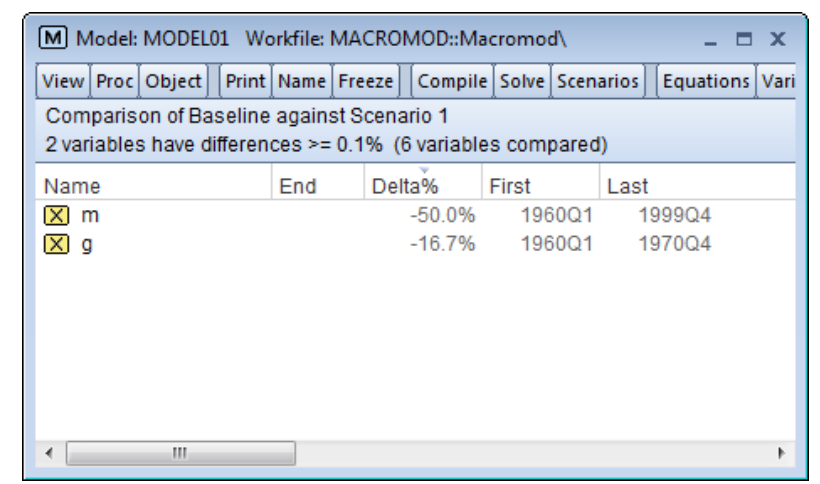 M Model: MODEL01 Workfile: MACROMOD::Macromod\
View Proc Object Print Name Freeze Compile Solve Scenarios Equations Vari
Comparison of Baseline against Scenario 1
2 variables have differences >= 0.1% (6 variables compared)
Name End Delta% First Last
X m -50.0% 1960Q1 1999Q4
X g -16.7% 1960Q1 1970Q4